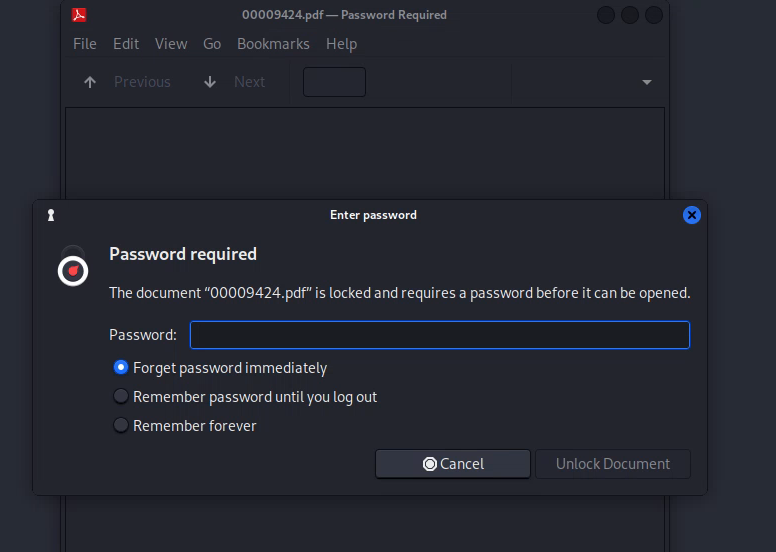 00009424.pdf — Password Required
File Edit View Go Bookmarks Help
Previous Next
Enter password
Password required
The document “00009424.pdf” is locked and requires a password before it can be opened.
Password:
Forget password immediately
Remember password until you log out
Remember forever
Cancel Unlock Document